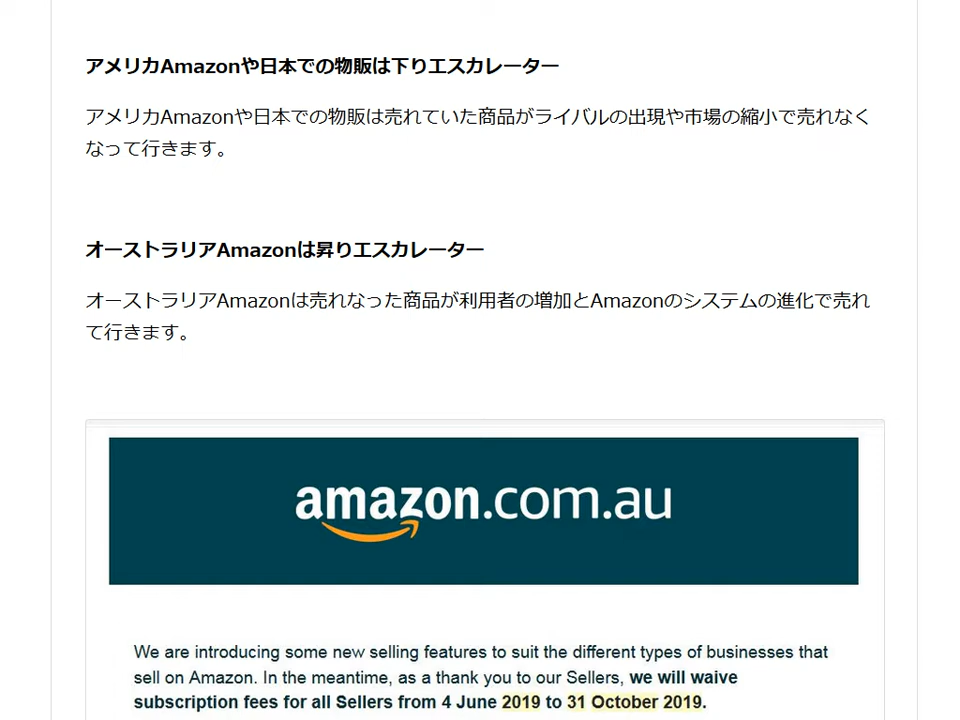 アメリカAmazonや日本での物販は下りエスカレーター
アメリカAmazonや日本での物販は売れていた商品がライバルの出現や市場の縮小で売れなく
なって行きます。
オーストラリアAmazonは昇りエスカレーター
オーストラリアAmazonは売れなった商品が利用者の増加とAmazonのシステムの進化で売れ
て行きます。
amazon.com.au
We are introducing some new selling features to suit the different types of businesses that
sell on Amazon. In the meantime, as a thank you to our Sellers, we will waive
subscription fees for all Sellers from 4 June 2019 to 31 October 2019.